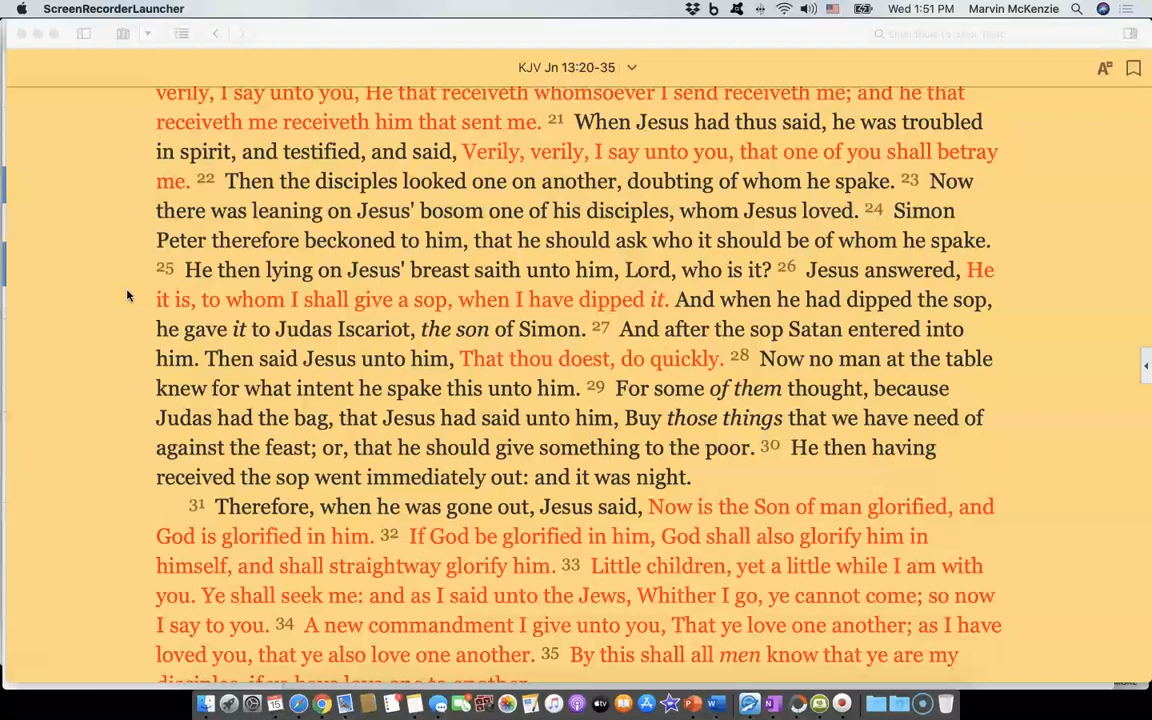 ScreenRecorderLauncher
Wed 1:51 PM Marvin McKenzie
KJV Jn 13:20-35
verily, I say unto you, He that receiveth whomsoever I send receiveth me; and he that
receiveth me receiveth him that sent me. 21 When Jesus had thus said, he was troubled
in spirit, and testified, and said, Verily, verily, I say unto you, that one of you shall betray
me. 22 Then the disciples looked one on another, doubting of whom he spake. 23 Now
there was leaning on Jesus' bosom one of his disciples, whom Jesus loved. 24 Simon
Peter therefore beckoned to him, that he should ask who it should be of whom he spake.
25 He then lying on Jesus' breast saith unto him, Lord, who is it? 26 Jesus answered, He
it is, to whom I shall give a sop, when I have dipped it. And when he had dipped the sop,
he gave it to Judas Iscariot, the son of Simon. 27 And after the sop Satan entered into
him. Then said Jesus unto him, That thou doest, do quickly. 28 Now no man at the table
knew for what intent he spake this unto him. 29 For some of them thought, because
Judas had the bag, that Jesus had said unto him, Buy those things that we have need of
against the feast; or, that he should give something to the poor. 30 He then having
received the sop went immediately out: and it was night.
31 Therefore, when he was gone out, Jesus said, Now is the Son of man glorified, and
God is glorified in him. 32 If God be glorified in him, God shall also glorify him in
himself, and shall straightway glorify him. 33 Little children, yet a little while I am with
you. Ye shall seek me: and as I said unto the Jews, Whither I go, ye cannot come; so now
I say to you. 34 A new commandment I give unto you, That ye love one another; as I have
loved you, that ye also love one another. 35 By this shall all men know that ye are my
disciples, if ye have love one to another.